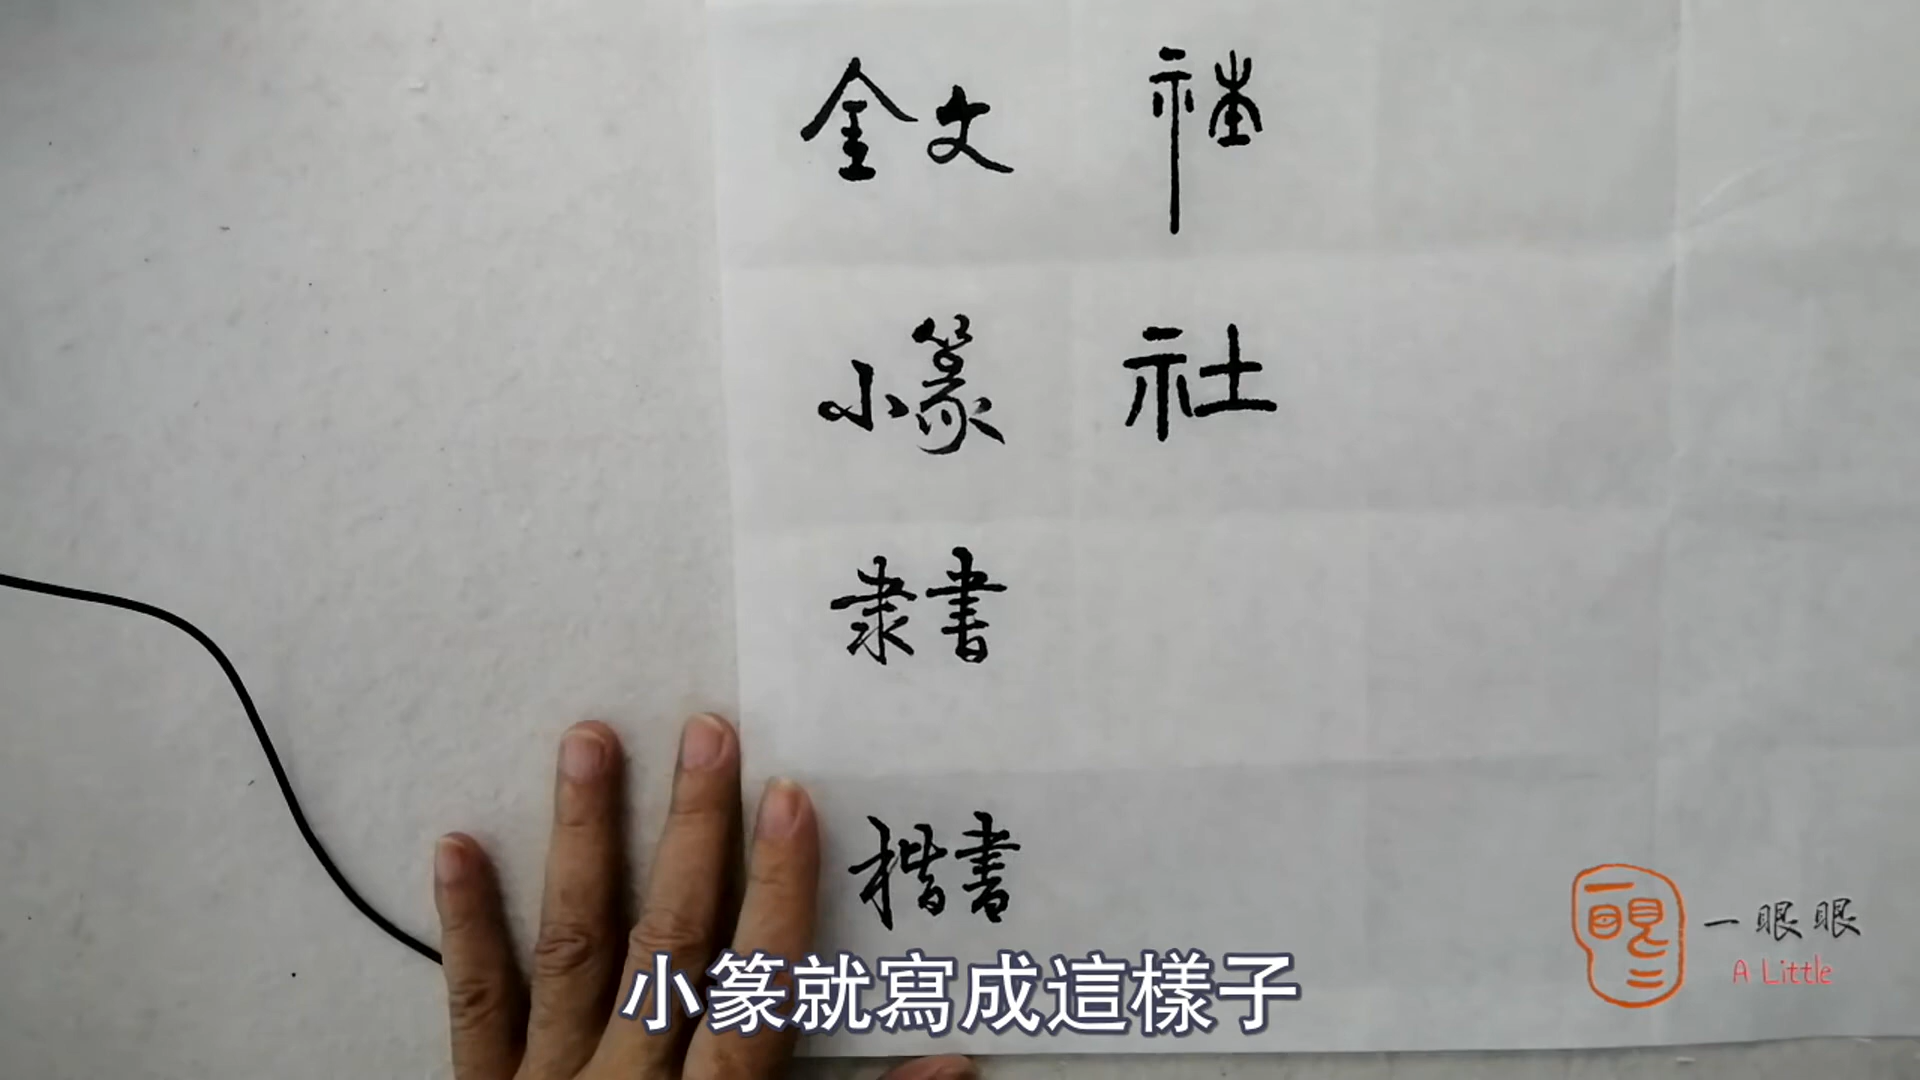 金文 社
小篆 社
隶書
楷書
一眼眼
A Little
小篆就寫成這樣子